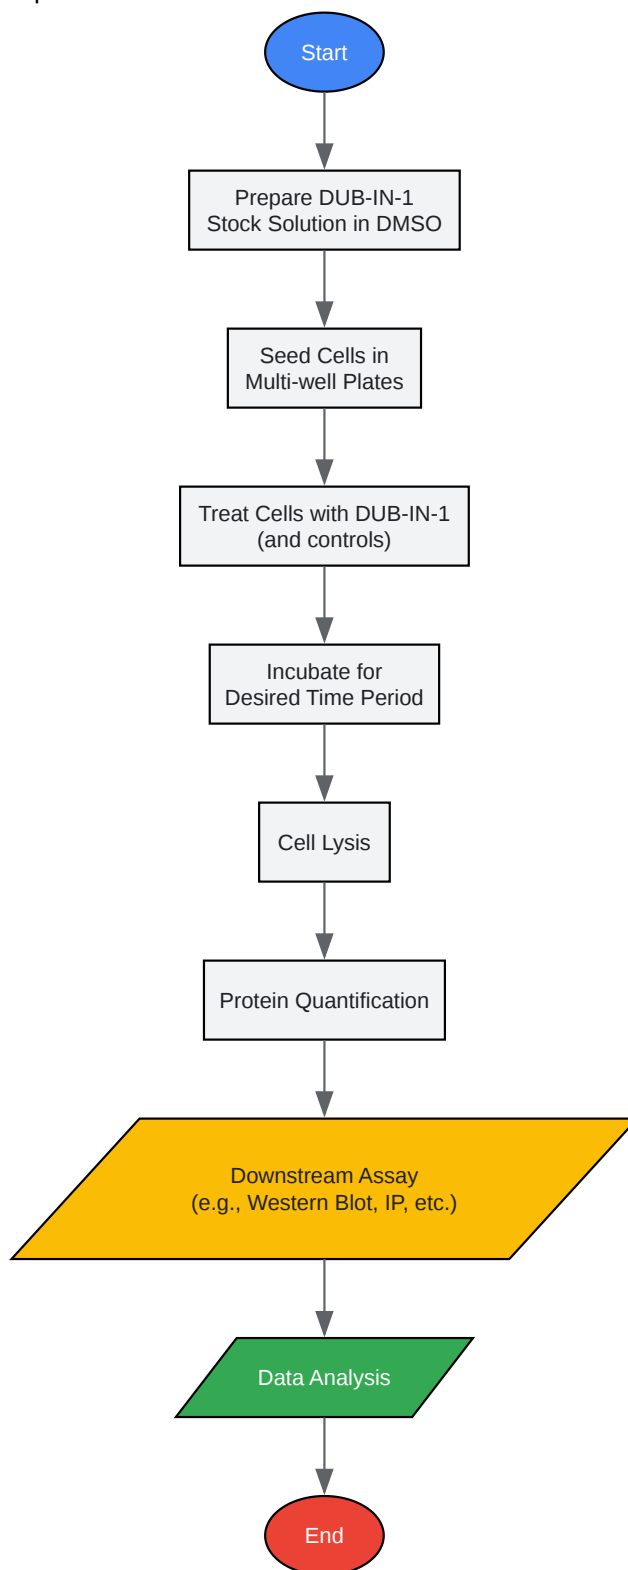 Start
Prepare DUB-IN-1
Stock Solution in DMSO
Seed Cells in
Multi-well Plates
Treat Cells with DUB-IN-1
(and controls)
Incubate for
Desired Time Period
Cell Lysis
Protein Quantification
Downstream Assay
(e.g., Western Blot, IP, etc.)
Data Analysis
End